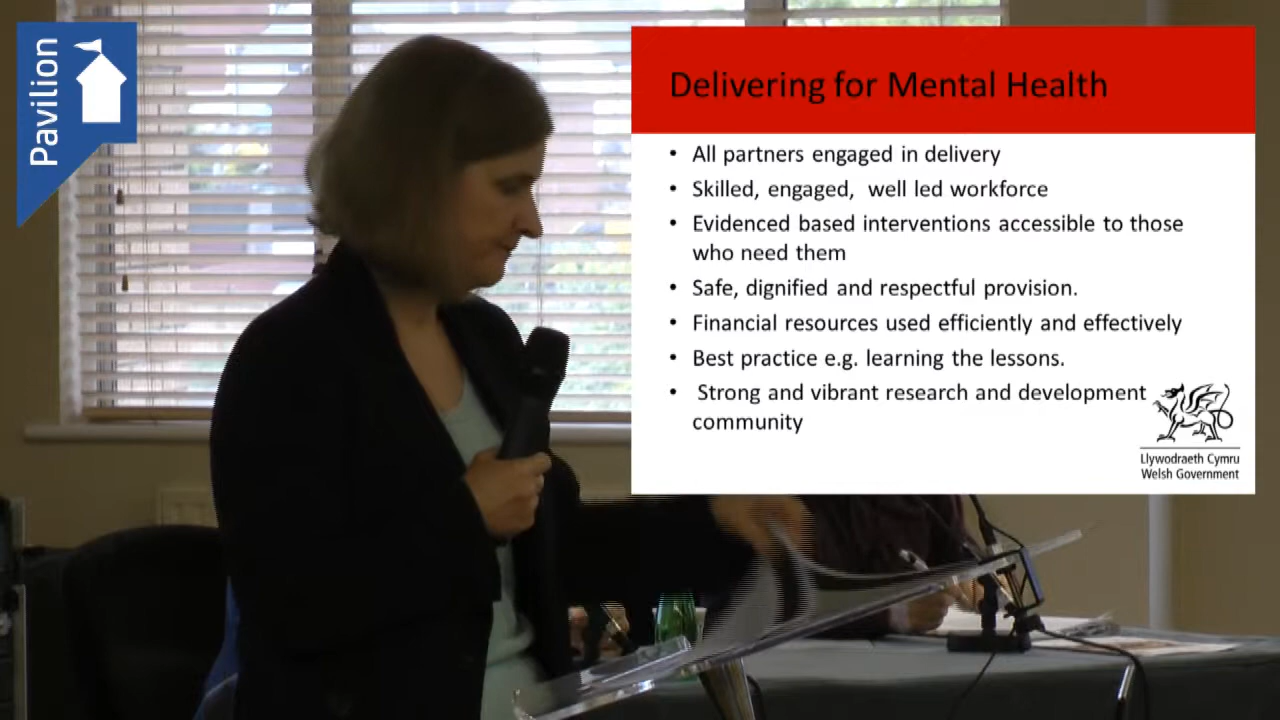 Pavilion
Delivering for Mental Health
• All partners engaged in delivery
• Skilled, engaged, well led workforce
• Evidenced based interventions accessible to those
who need them
• Safe, dignified and respectful provision.
• Financial resources used efficiently and effectively
• Best practice e.g. learning the lessons.
• Strong and vibrant research and development
community
Llywodraeth Cymru
Welsh Government